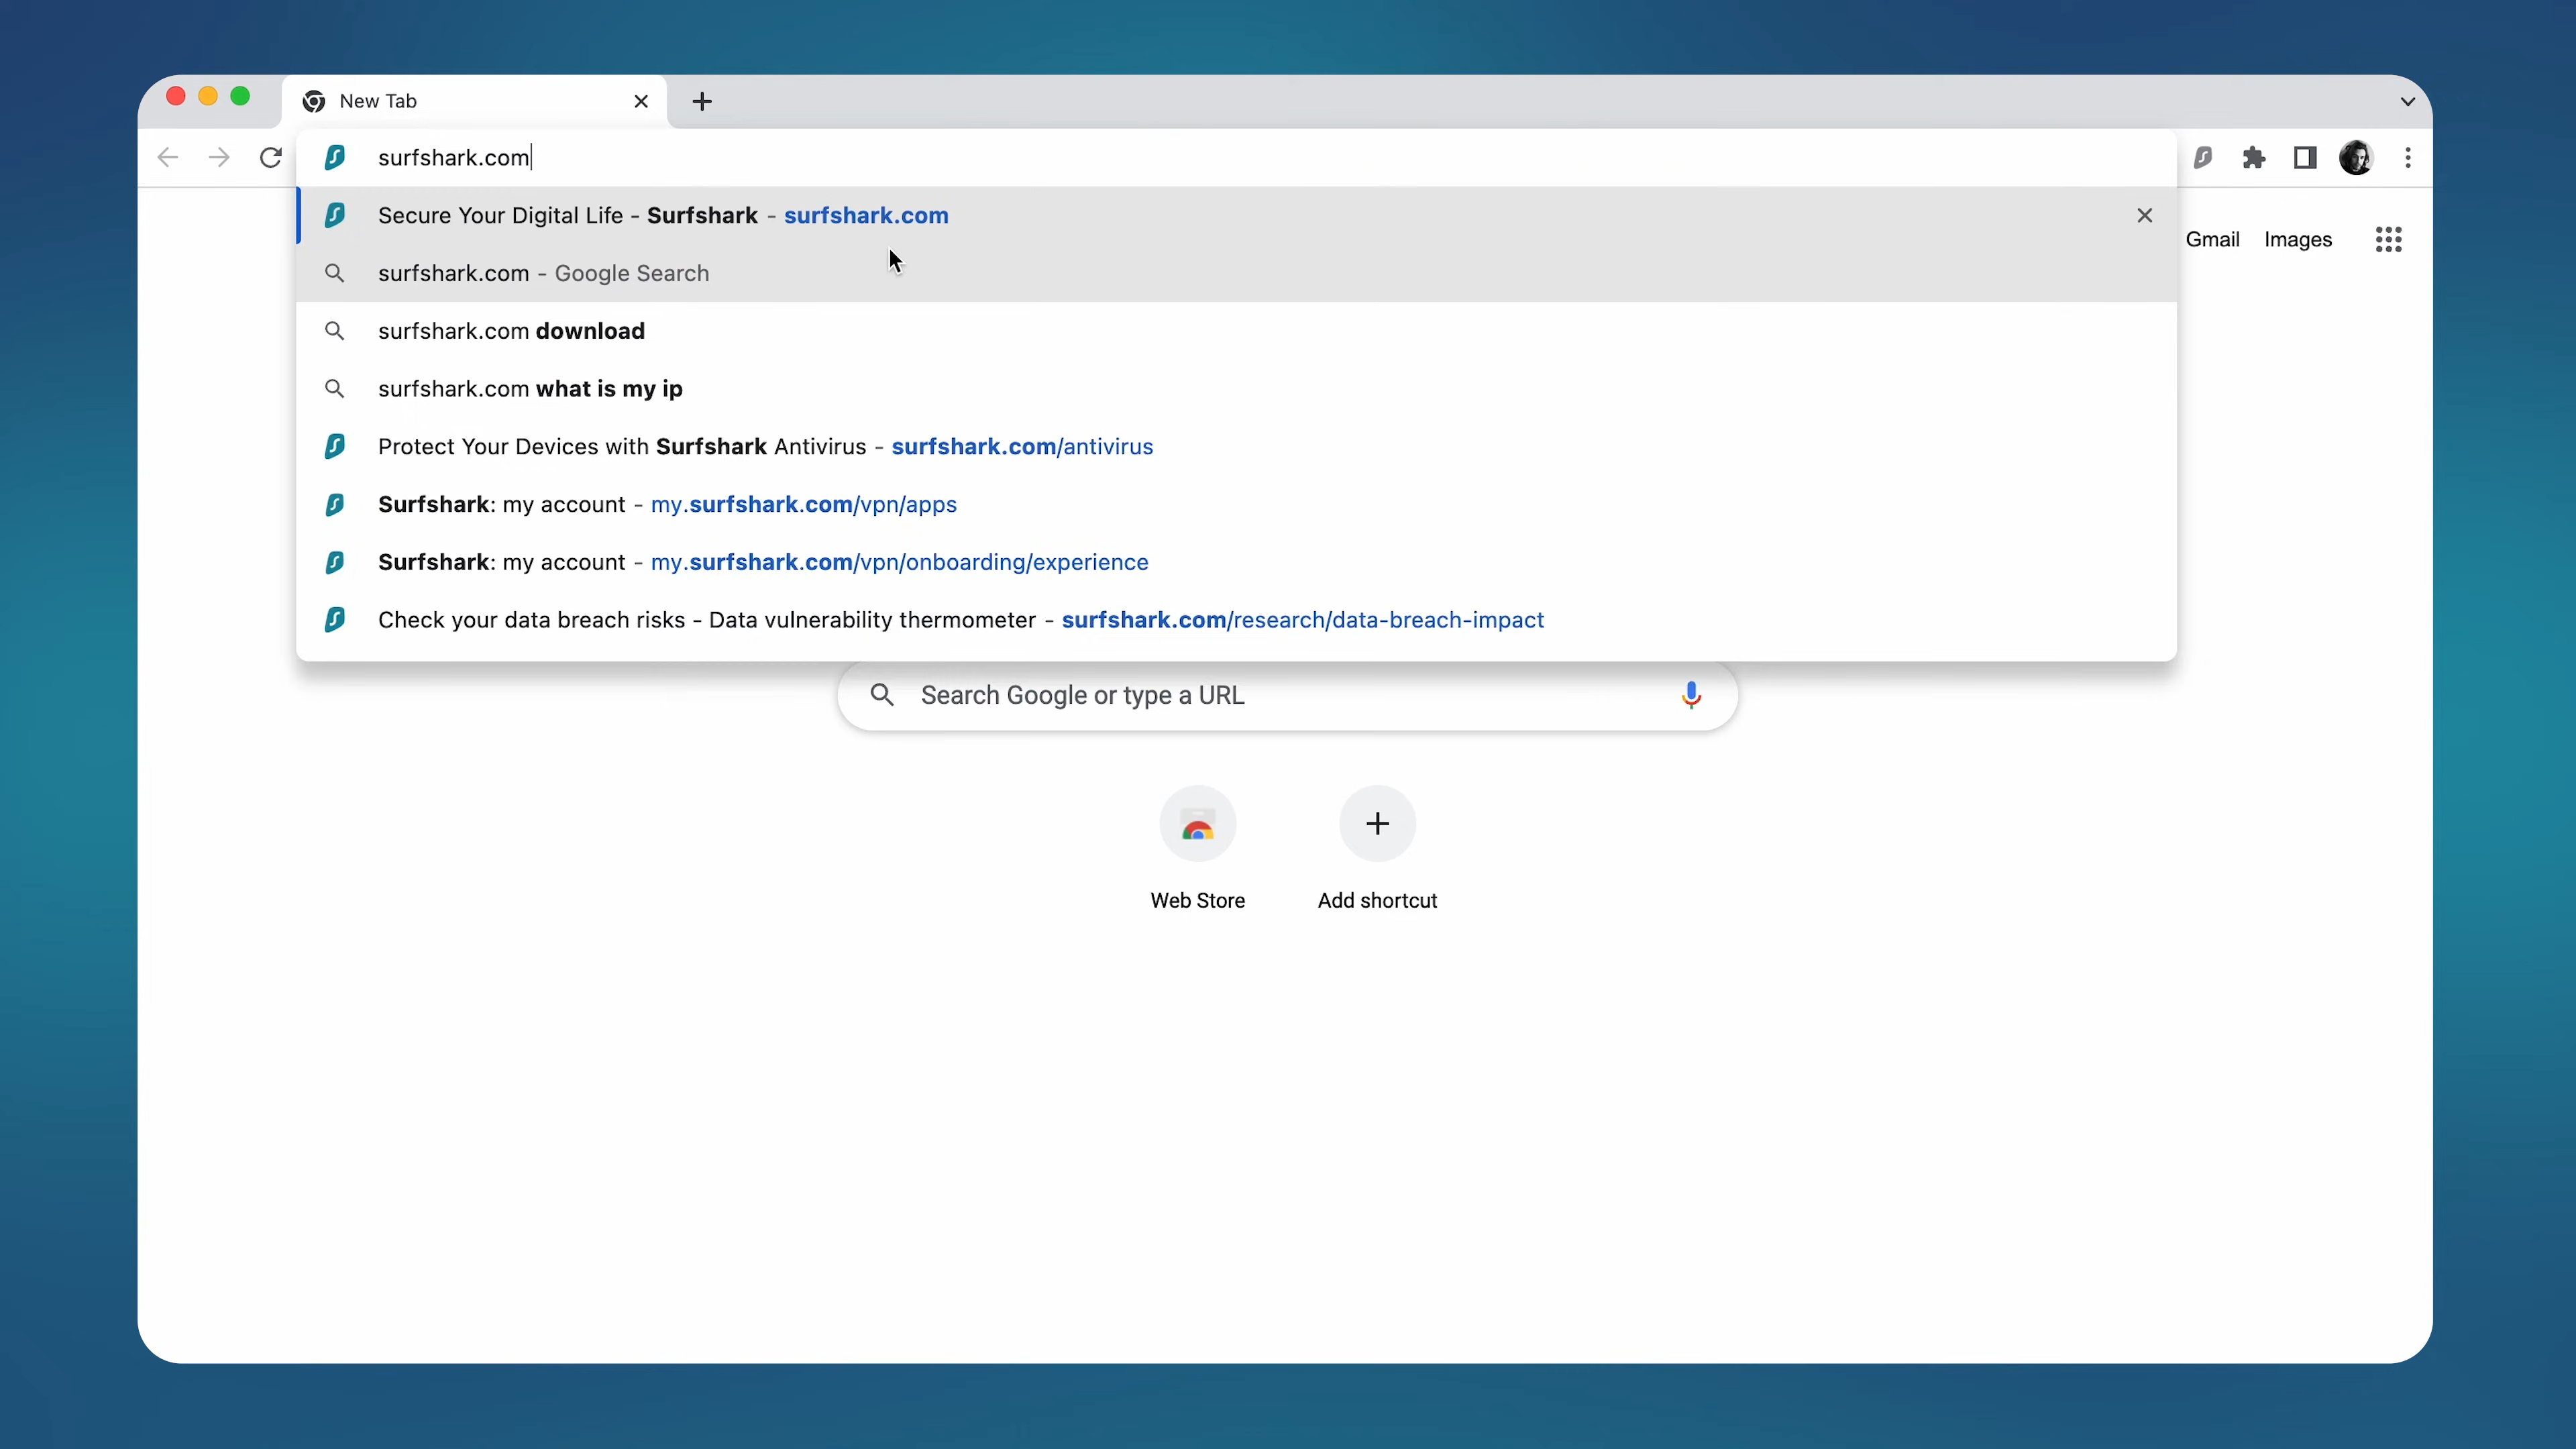 New Tab
surfshark.com
Secure Your Digital Life - Surfshark - surfshark.com
Gmail Images
surfshark.com - Google Search
surfshark.com download
surfshark.com what is my ip
Protect Your Devices with Surfshark Antivirus - surfshark.com/antivirus
Surfshark: my account - my.surfshark.com/vpn/apps
Surfshark: my account - my.surfshark.com/vpn/onboarding/experience
Check your data breach risks - Data vulnerability thermometer - surfshark.com/research/data-breach-impact
Search Google or type a URL
Web Store
Add shortcut